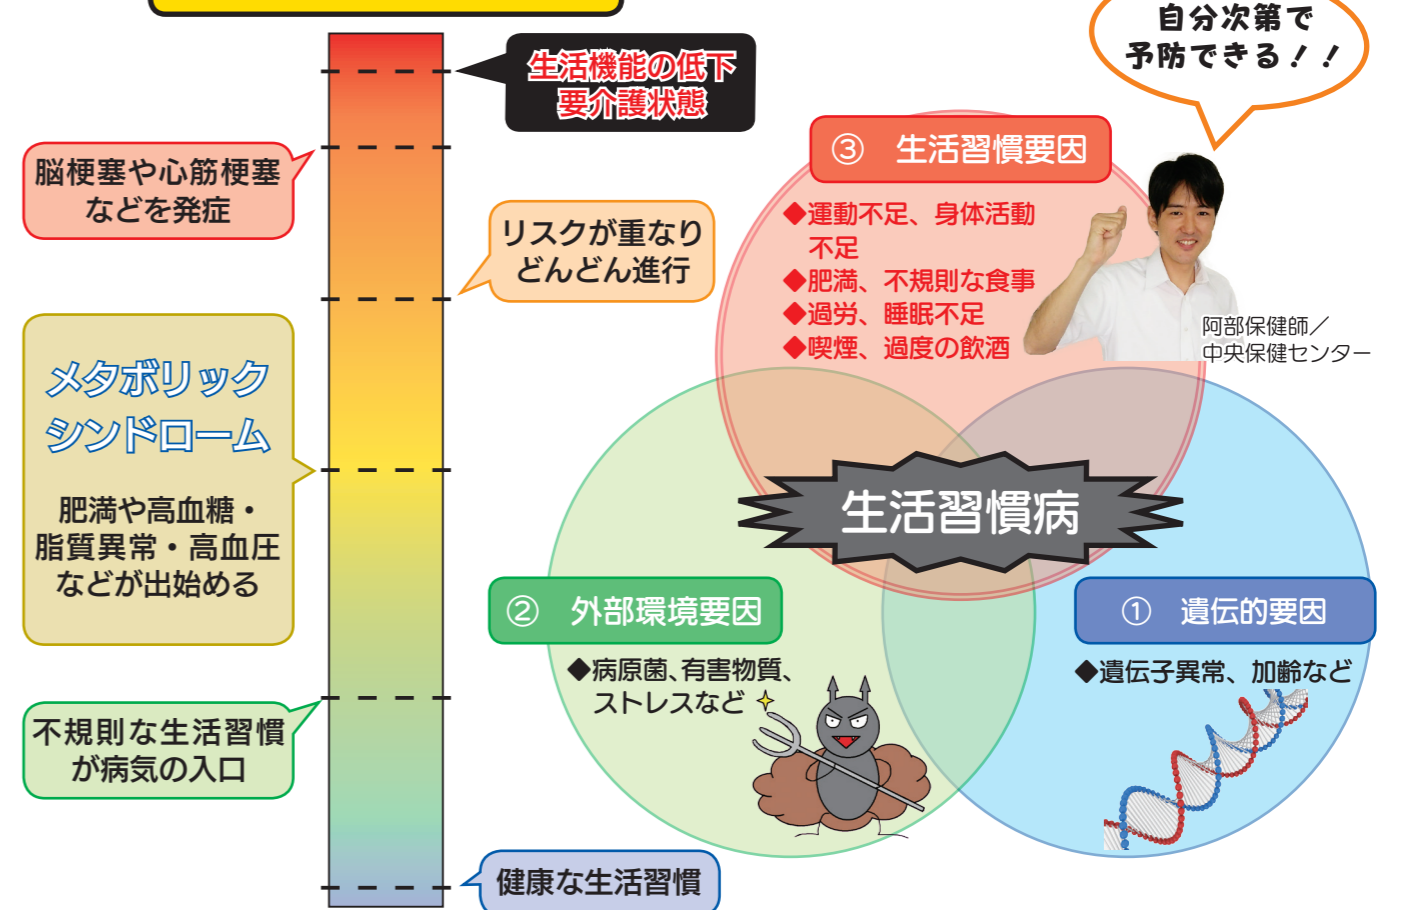 生活機能の低下
要介護状態
脳梗塞や心筋梗塞
などを発症
リスクが重なり
どんどん進行
メタボリック
シンドローム
肥満や高血糖・
脂質異常・高血圧
などが出始める
不規則な生活習慣
が病気の入口
健康な生活習慣
自分次第で
予防できる！！
③　生活習慣要因
◆運動不足、身体活動
不足
◆肥満、不規則な食事
◆過労、睡眠不足
◆喫煙、過度の飲酒
阿部保健師／
中央保健センター
生活習慣病
②　外部環境要因
◆病原菌、有害物質、
ストレスなど
①　遺伝的要因
◆遺伝子異常、加齢など